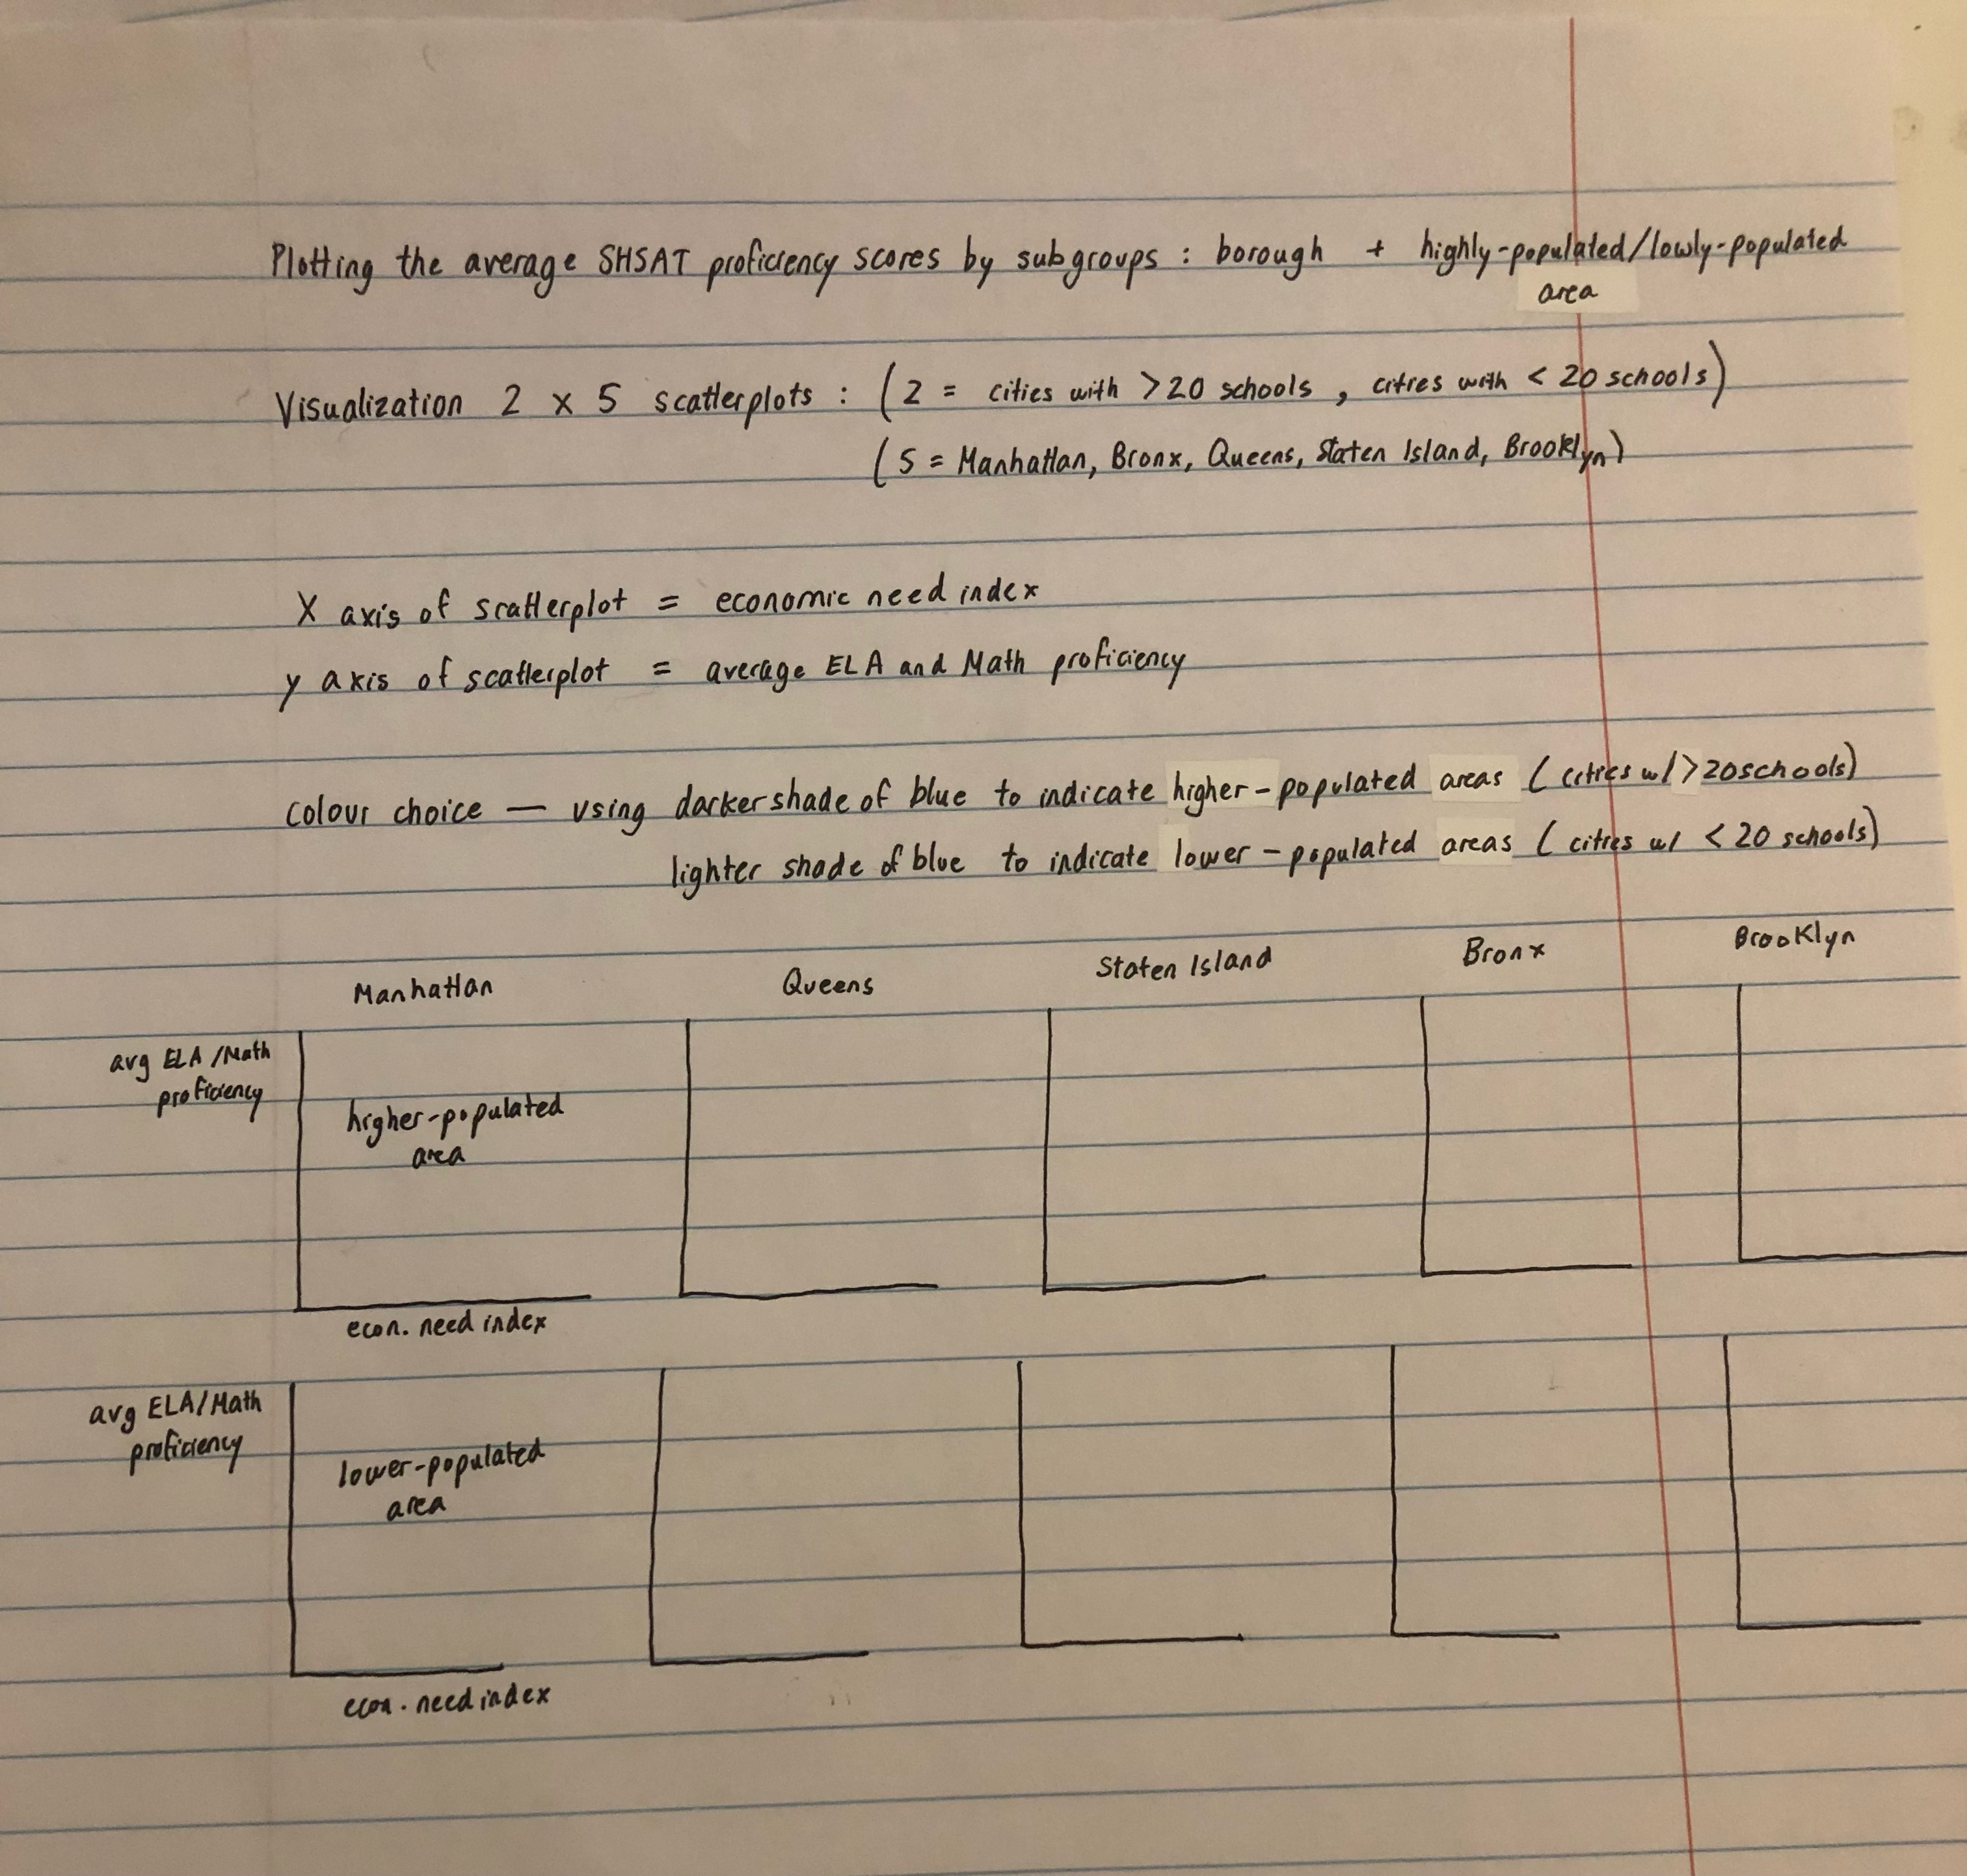 Plotting the average SHSAT proficiency scores by subgroups : borough + highly-populated/lowly-populated
area
Visualization 2 x 5 scatterplots : (2 = cities with >20 schools , cities with < 20 schools)
(5 = Manhattan, Bronx, Queens, Staten Island, Brooklyn)
X axis of scatterplot = economic need index
y axis of scatterplot = average ELA and Math proficiency
colour choice — using darker shade of blue to indicate higher-populated areas (cities w/ >20 schools)
lighter shade of blue to indicate lower-populated areas (cities w/ < 20 schools)
Manhattan Queens Staten Island Bronx Brooklyn
avg ELA/Math
proficiency
higher-populated
area
econ. need index
avg ELA/Math
proficiency
lower-populated
area
econ. need index